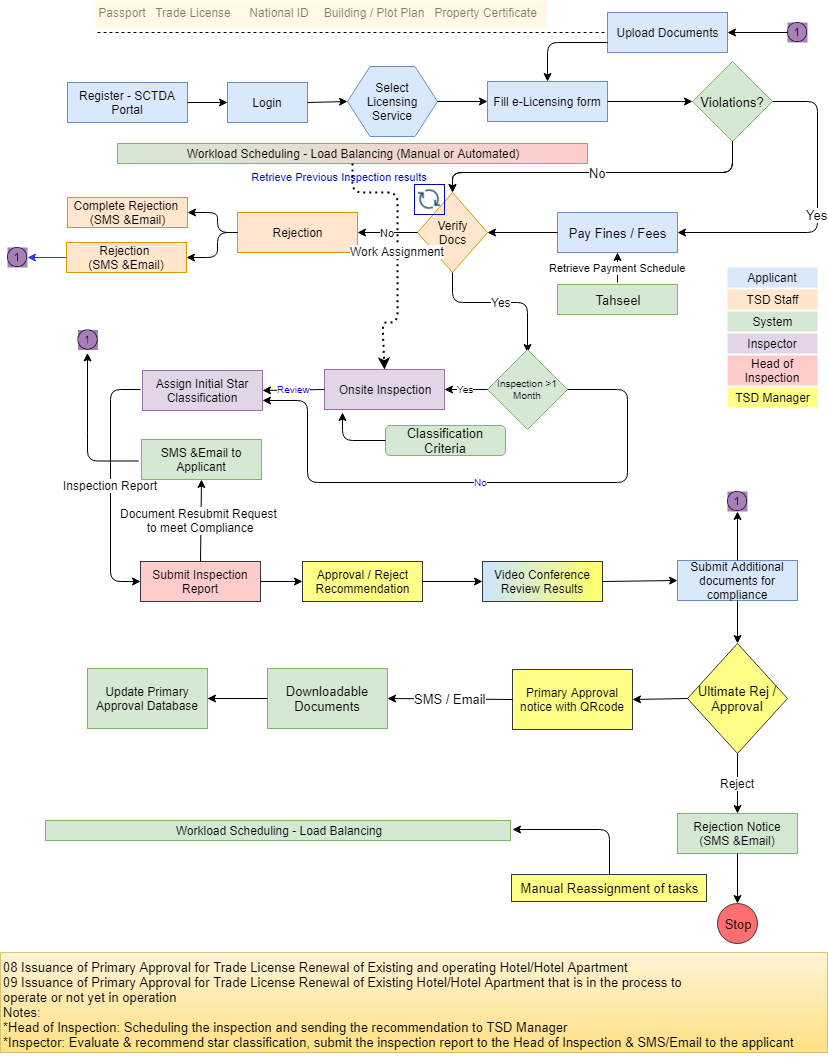 Passport   Trade License   National ID   Building / Plot Plan   Property Certificate
Upload Documents
1
Register - SCTDA
Portal
Login
Select
Licensing
Service
Fill e-Licensing form
Violations?
Workload Scheduling - Load Balancing (Manual or Automated)
No
Yes
Retrieve Previous Inspection results
Complete Rejection
(SMS &Email)
Rejection
(SMS &Email)
1
Rejection
No
Work Assignment
Verify
Docs
Pay Fines / Fees
Retrieve Payment Schedule
Tahseel
Applicant
TSD Staff
System
Inspector
Head of
Inspection
TSD Manager
Yes
1
Assign Initial Star
Classification
Review
Onsite Inspection
Yes
Inspection >1
Month
Classification
Criteria
SMS &Email to
Applicant
No
Inspection Report
Document Resubmit Request
to meet Compliance
1
Submit Inspection
Report
Approval / Reject
Recommendation
Video Conference
Review Results
Submit Additional
documents for
compliance
Update Primary
Approval Database
Downloadable
Documents
SMS / Email
Primary Approval
notice with QRcode
Ultimate Rej /
Approval
Reject
Workload Scheduling - Load Balancing
Rejection Notice
(SMS &Email)
Manual Reassignment of tasks
Stop
08 Issuance of Primary Approval for Trade License Renewal of Existing and operating Hotel/Hotel Apartment
09 Issuance of Primary Approval for Trade License Renewal of Existing Hotel/Hotel Apartment that is in the process to
operate or not yet in operation
Notes:
*Head of Inspection: Scheduling the inspection and sending the recommendation to TSD Manager
*Inspector: Evaluate & recommend star classification, submit the inspection report to the Head of Inspection & SMS/Email to the applicant